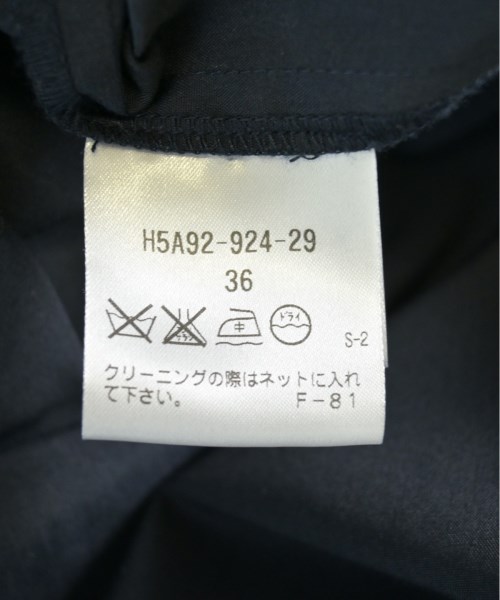 H5A92-924-29
36
キ ドライ
S-2
クリーニングの際はネットに入れ
て下さい。 F-81